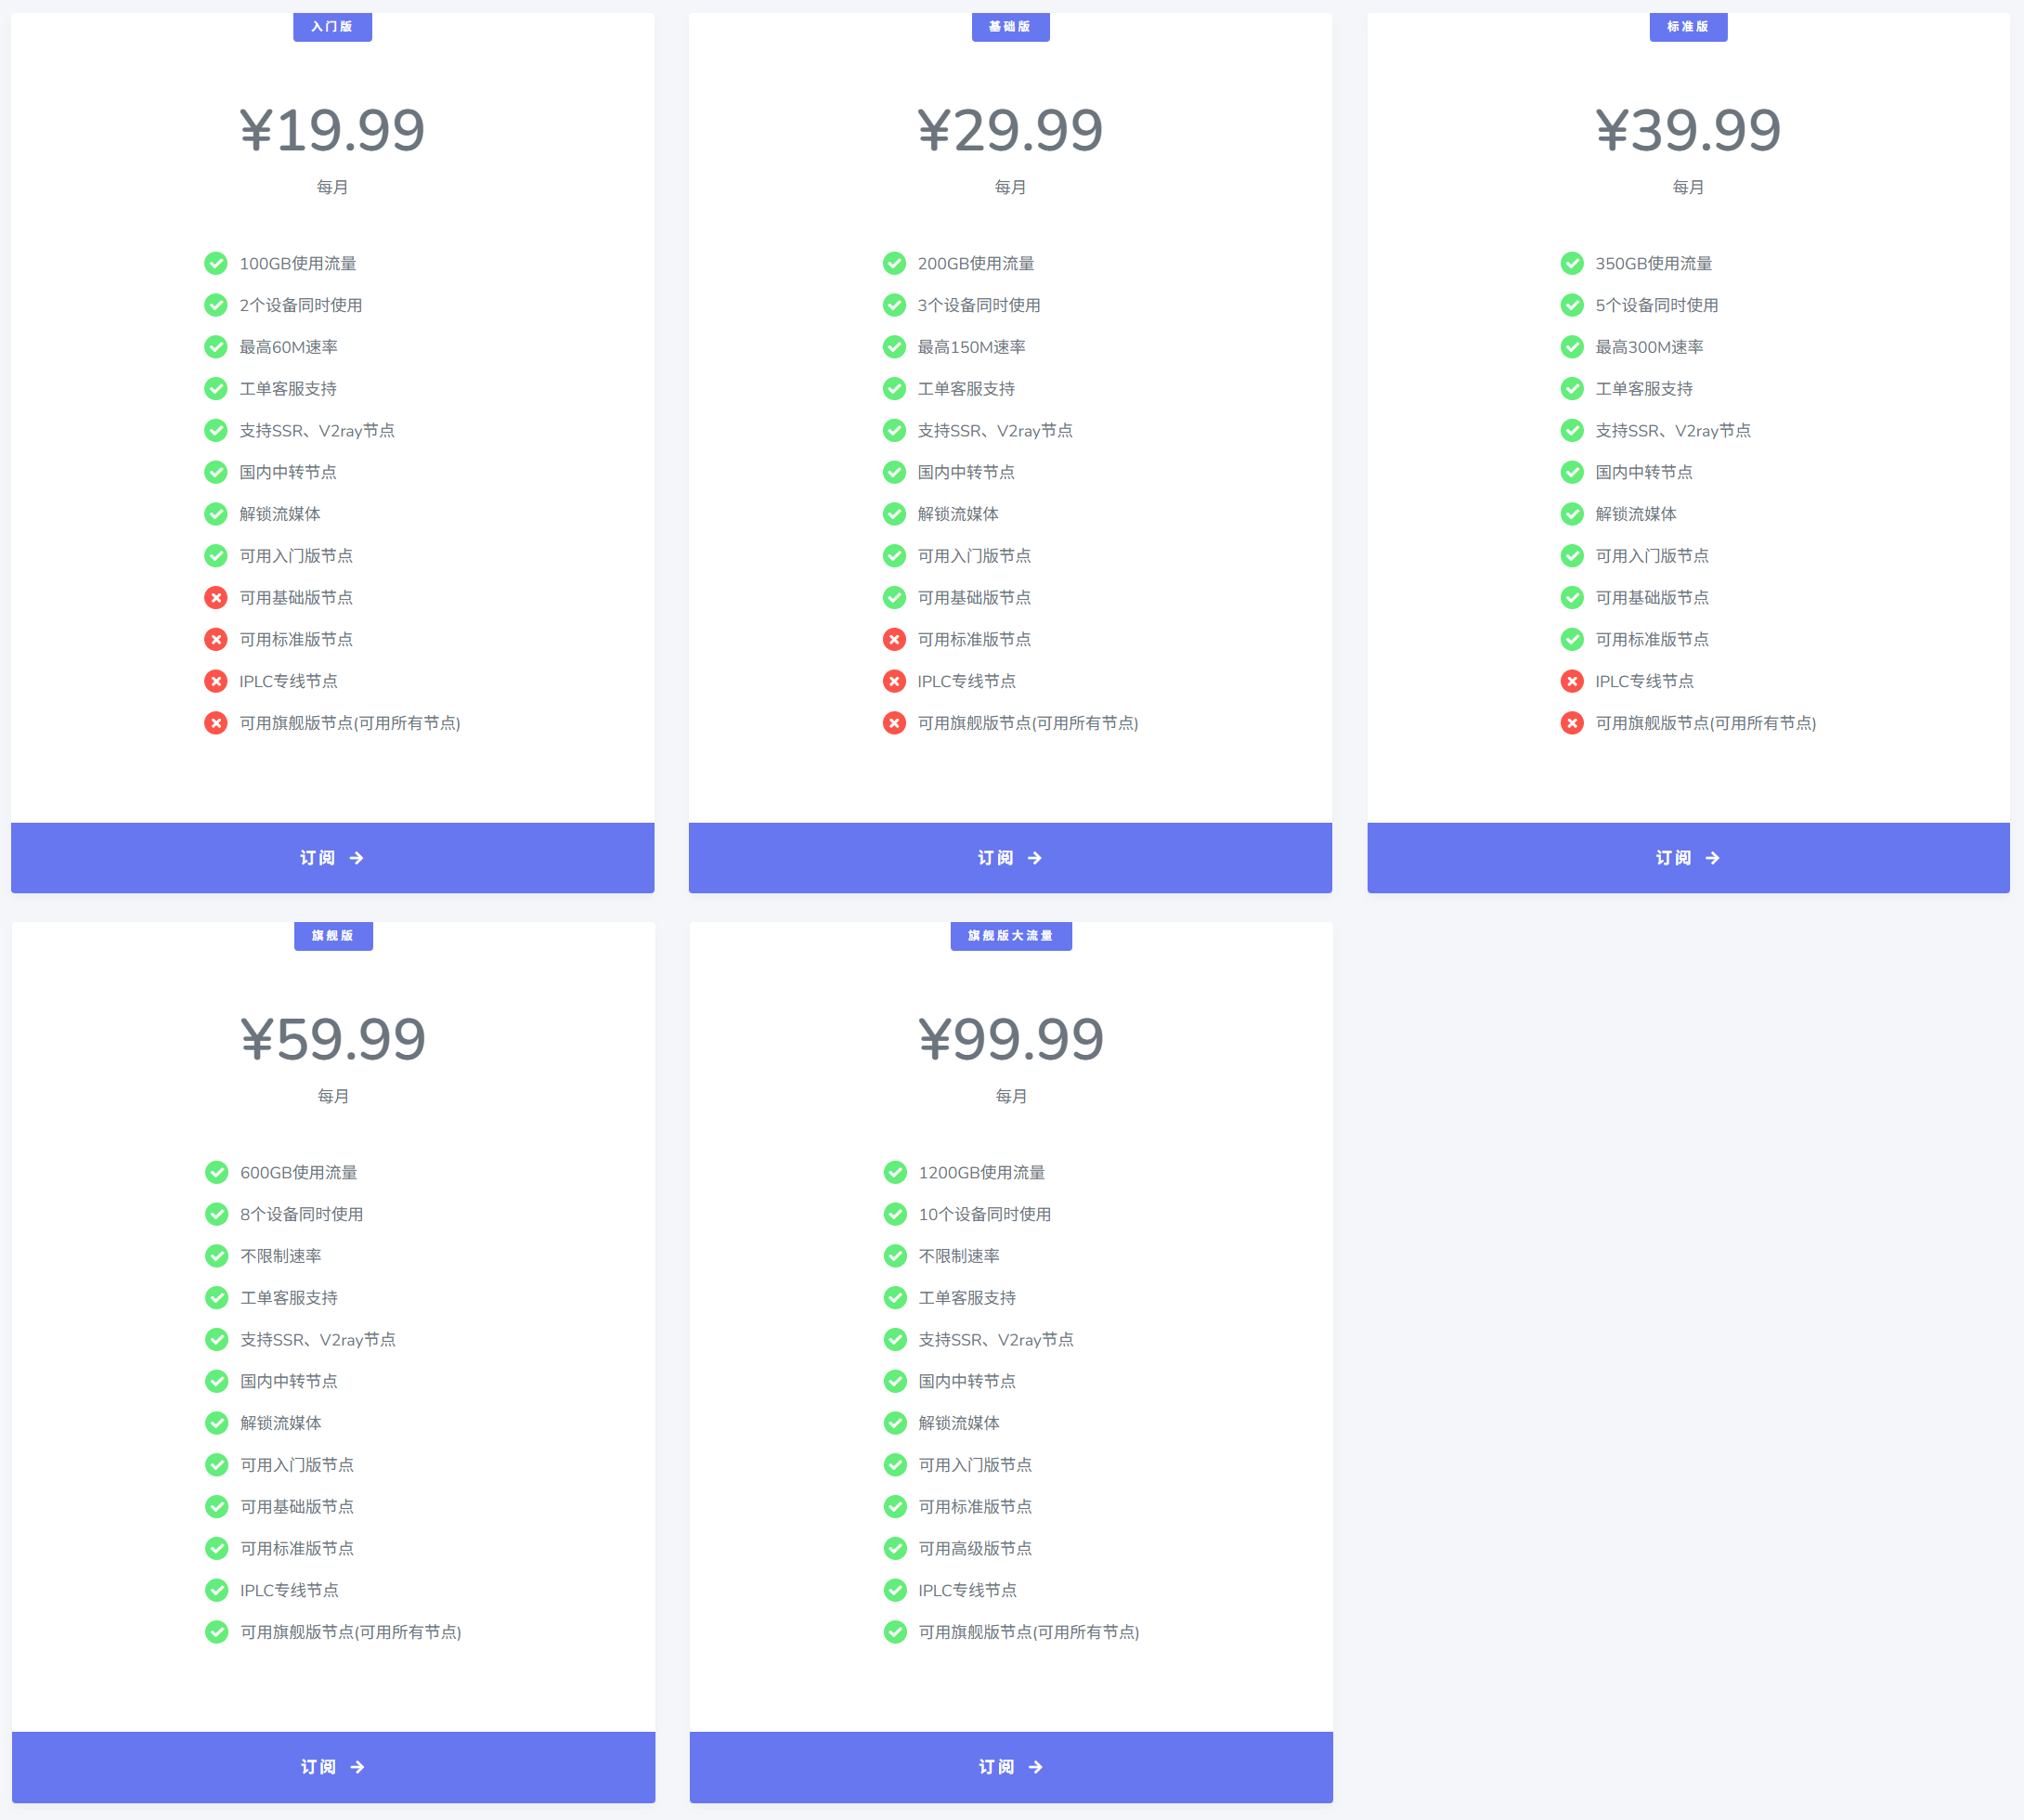 入门版
¥19.99
每月
100GB使用流量
2个设备同时使用
最高60M速率
工单客服支持
支持SSR、V2ray节点
国内中转节点
解锁流媒体
可用入门版节点
可用基础版节点
可用标准版节点
IPLC专线节点
可用旗舰版节点(可用所有节点)
订阅 →
基础版
¥29.99
每月
200GB使用流量
3个设备同时使用
最高150M速率
工单客服支持
支持SSR、V2ray节点
国内中转节点
解锁流媒体
可用入门版节点
可用基础版节点
可用标准版节点
IPLC专线节点
可用旗舰版节点(可用所有节点)
订阅 →
标准版
¥39.99
每月
350GB使用流量
5个设备同时使用
最高300M速率
工单客服支持
支持SSR、V2ray节点
国内中转节点
解锁流媒体
可用入门版节点
可用基础版节点
可用标准版节点
IPLC专线节点
可用旗舰版节点(可用所有节点)
订阅 →
旗舰版
¥59.99
每月
600GB使用流量
8个设备同时使用
不限制速率
工单客服支持
支持SSR、V2ray节点
国内中转节点
解锁流媒体
可用入门版节点
可用基础版节点
可用标准版节点
IPLC专线节点
可用旗舰版节点(可用所有节点)
订阅 →
旗舰版大流量
¥99.99
每月
1200GB使用流量
10个设备同时使用
不限制速率
工单客服支持
支持SSR、V2ray节点
国内中转节点
解锁流媒体
可用入门版节点
可用标准版节点
可用高级版节点
IPLC专线节点
可用旗舰版节点(可用所有节点)
订阅 →